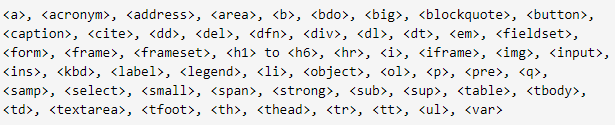 <a>, <acronym>, <address>, <area>, <b>, <bdo>, <big>, <blockquote>, <button>,
<caption>, <cite>, <dd>, <del>, <dfn>, <div>, <dl>, <dt>, <em>, <fieldset>,
<form>, <frame>, <frameset>, <h1> to <h6>, <hr>, <i>, <iframe>, <img>, <input>,
<ins>, <kbd>, <label>, <legend>, <li>, <object>, <ol>, <p>, <pre>, <q>,
<samp>, <select>, <small>, <span>, <strong>, <sub>, <sup>, <table>, <tbody>,
<td>, <textarea>, <tfoot>, <th>, <thead>, <tr>, <tt>, <ul>, <var>